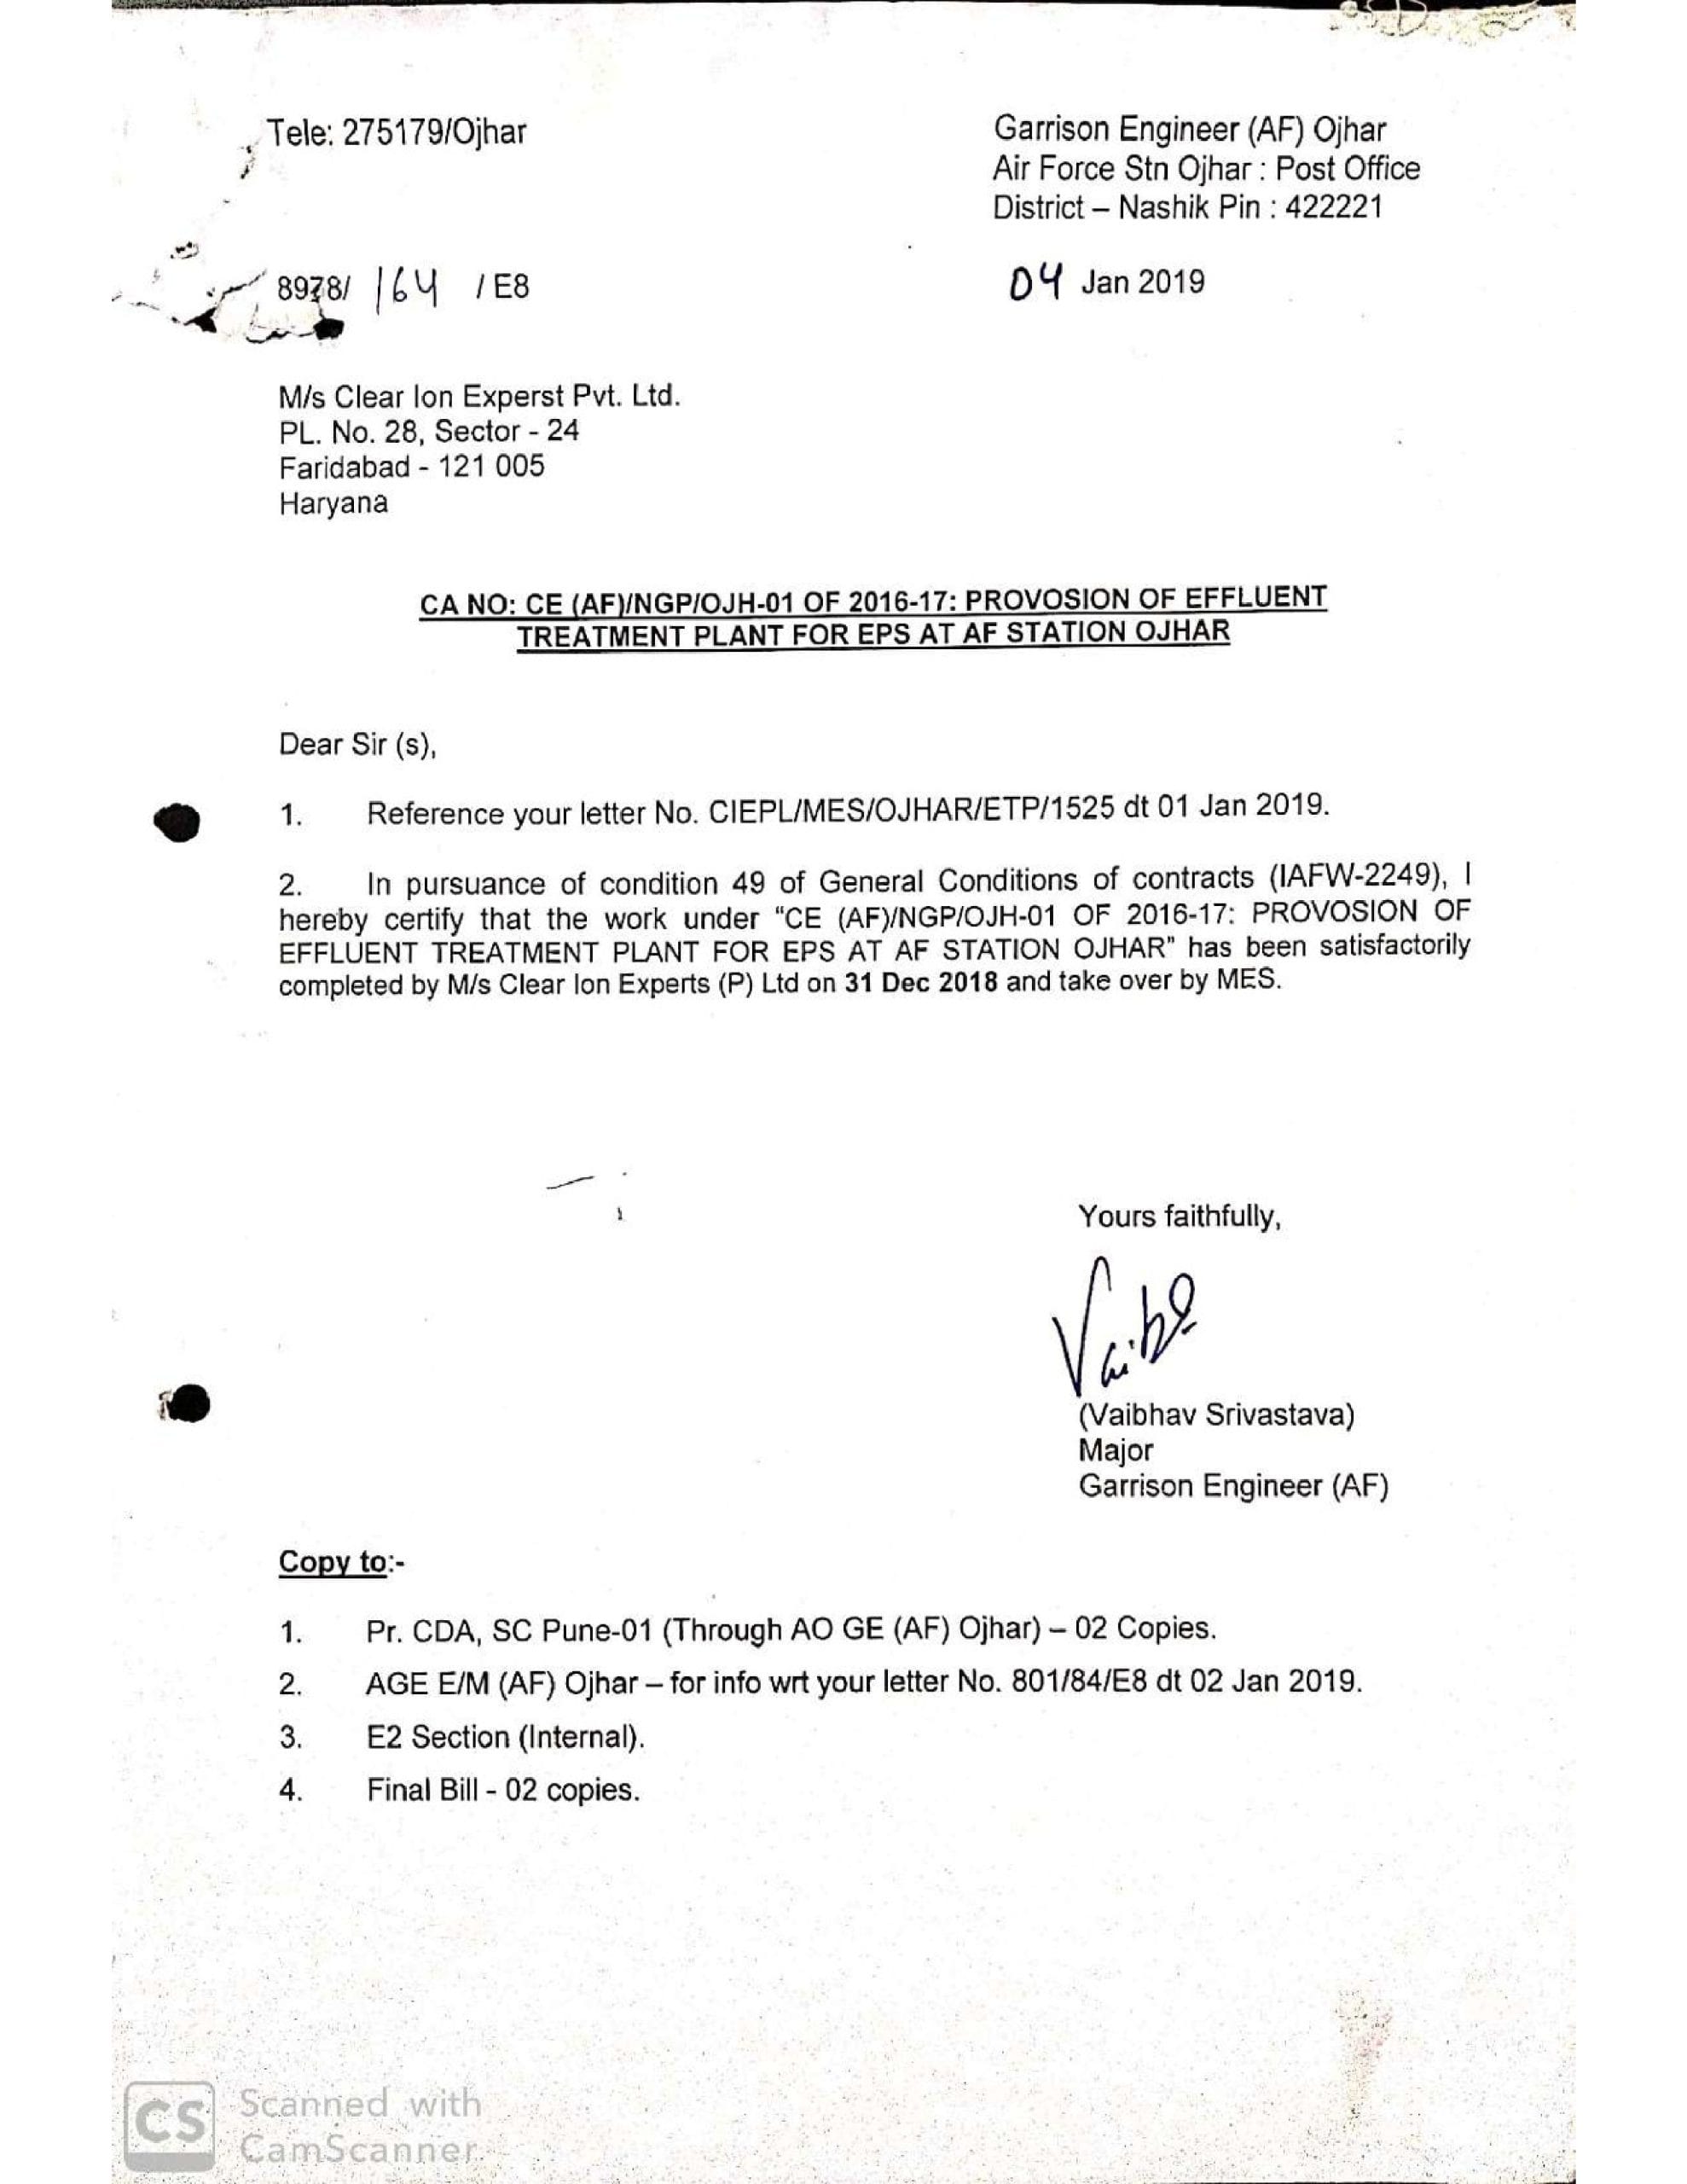 Tele: 275179/Ojhar
Garrison Engineer (AF) Ojhar
Air Force Stn Ojhar : Post Office
District – Nashik Pin : 422221
8978/ 164 / E8
04 Jan 2019
M/s Clear Ion Experst Pvt. Ltd.
PL. No. 28, Sector - 24
Faridabad - 121 005
Haryana
CA NO: CE (AF)/NGP/OJH-01 OF 2016-17: PROVOSION OF EFFLUENT
TREATMENT PLANT FOR EPS AT AF STATION OJHAR
Dear Sir (s),
1. Reference your letter No. CIEPL/MES/OJHAR/ETP/1525 dt 01 Jan 2019.
2. In pursuance of condition 49 of General Conditions of contracts (IAFW-2249), I
hereby certify that the work under “CE (AF)/NGP/OJH-01 OF 2016-17: PROVOSION OF
EFFLUENT TREATMENT PLANT FOR EPS AT AF STATION OJHAR” has been satisfactorily
completed by M/s Clear Ion Experts (P) Ltd on 31 Dec 2018 and take over by MES.
Yours faithfully,
(Vaibhav Srivastava)
Major
Garrison Engineer (AF)
Copy to:-
1. Pr. CDA, SC Pune-01 (Through AO GE (AF) Ojhar) – 02 Copies.
2. AGE E/M (AF) Ojhar – for info wrt your letter No. 801/84/E8 dt 02 Jan 2019.
3. E2 Section (Internal).
4. Final Bill - 02 copies.
CS Scanned with
CamScanner